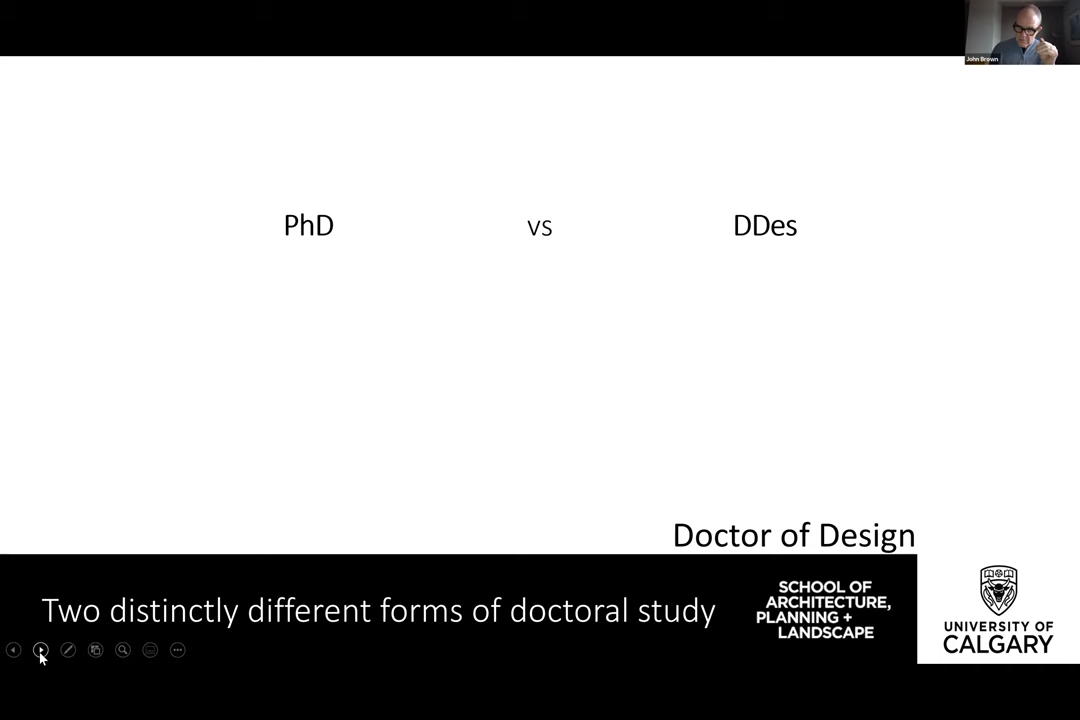 John Brown
PhD vs DDes
Doctor of Design
Two distinctly different forms of doctoral study
SCHOOL OF
ARCHITECTURE,
PLANNING +
LANDSCAPE
UNIVERSITY OF
CALGARY